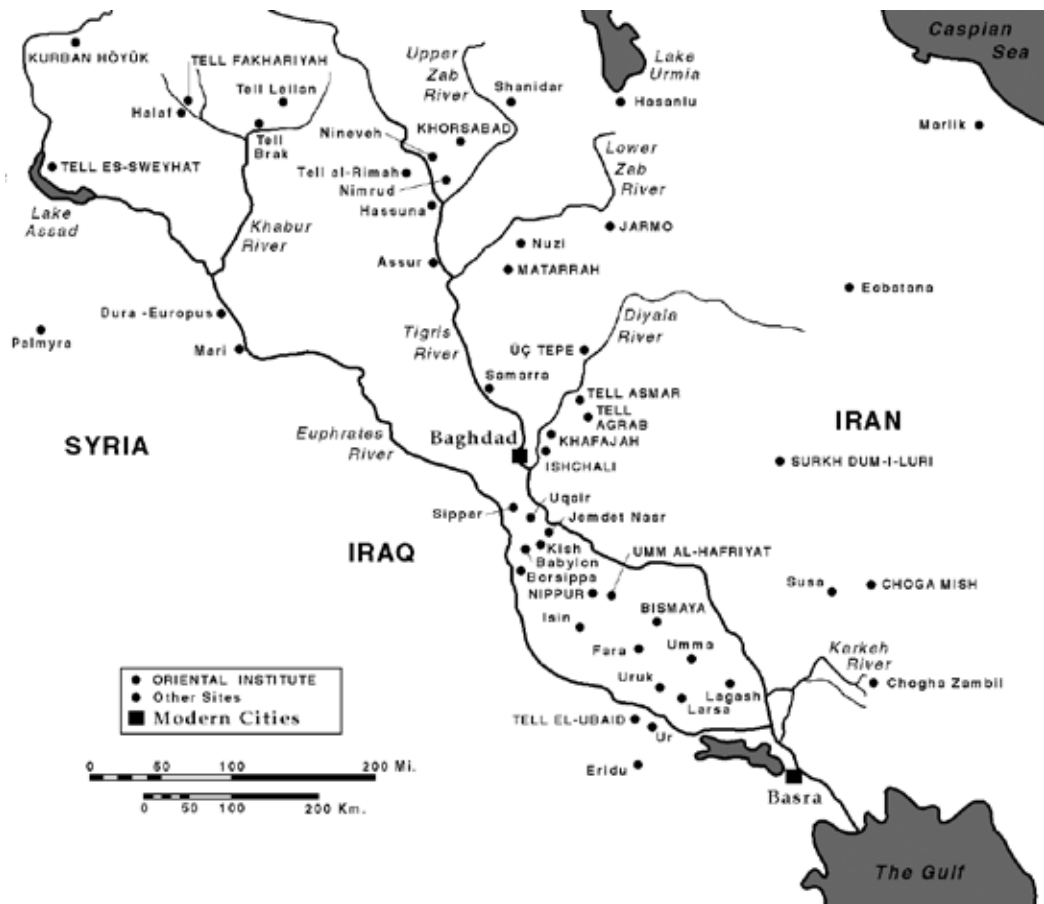 Caspian
Sea
Upper
Zab
River
Lake
Urmia
KURBAN HÖYÜK
TELL FAKHARIYAH
Tell Leilan
Shanidar
Hasanlu
Halaf
KHORSABAD
Marlik
Nineveh
Tell
Brak
Lower
Zab
River
TELL ES-SWEYHAT
Tell al-Rimah
Nimrud
Hassuna
Lake
Assad
Khabur
River
JARMO
Nuzi
Assur
MATARRAH
Ecbatana
Dura -Europus
Diyala
River
Tigris
River
Palmyra
Mari
ÜÇ TEPE
Samarra
TELL ASMAR
TELL
AGRAB
IRAN
Euphrates
River
SYRIA
Baghdad
KHAFAJAH
ISHCHALI
SURKH DUM-I-LURI
Uqair
Sippar
Jemdet Nasr
IRAQ
Kish
UMM AL-HAFRIYAT
Babylon
Borsippa
Susa
CHOGA MISH
NIPPUR
BISMAYA
Isin
Fara
Umma
Karkeh
River
Uruk
Lagash
Chogha Zambil
Larsa
ORIENTAL INSTITUTE
Other Sites
Modern Cities
TELL EL-UBAID
Ur
Eridu
0 50 100 200 Mi.
0 50 100 200 Km.
Basra
The Gulf